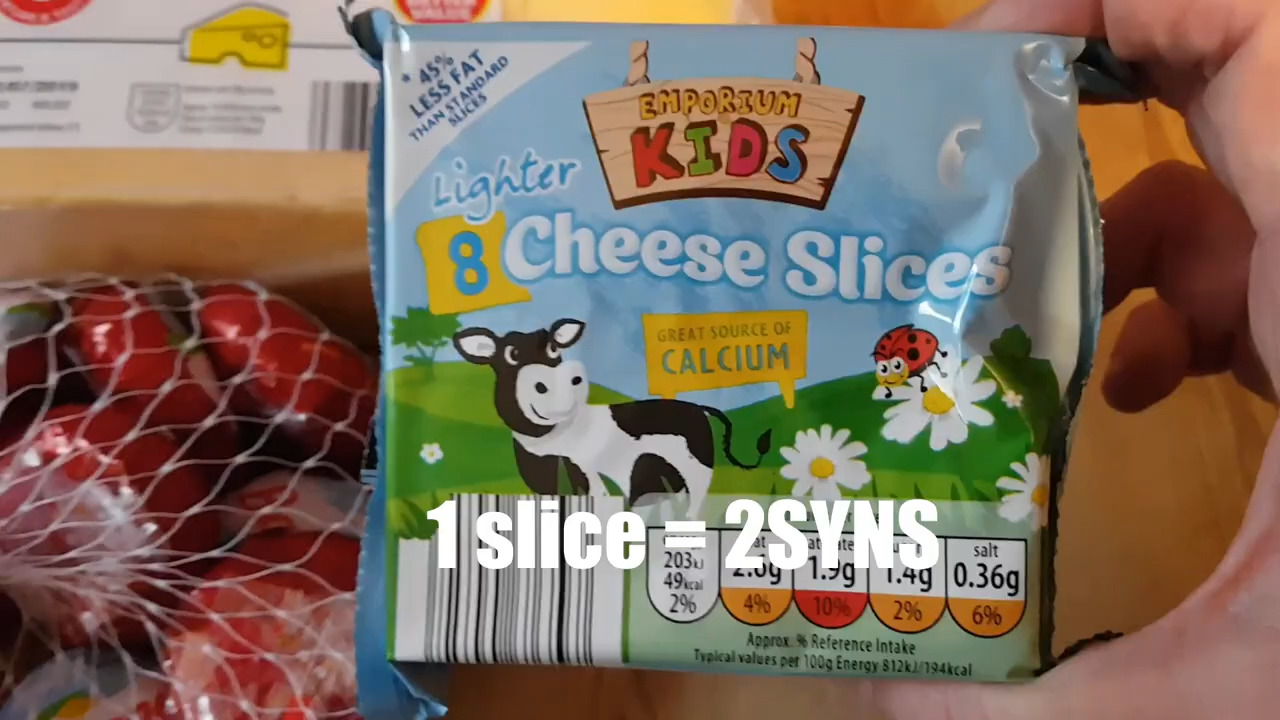 * 45%
LESS FAT
THAN STANDARD
SLICES
EMPORIUM
KIDS
Lighter
8 Cheese Slices
GREAT SOURCE OF
CALCIUM
1 slice = 2SYNS
salt
203kJ 2.6g 1.9g 1.4g 0.36g
49kcal
2% 4% 10% 2% 6%
Approx. % Reference Intake
Typical values per 100g Energy 812kJ/194kcal